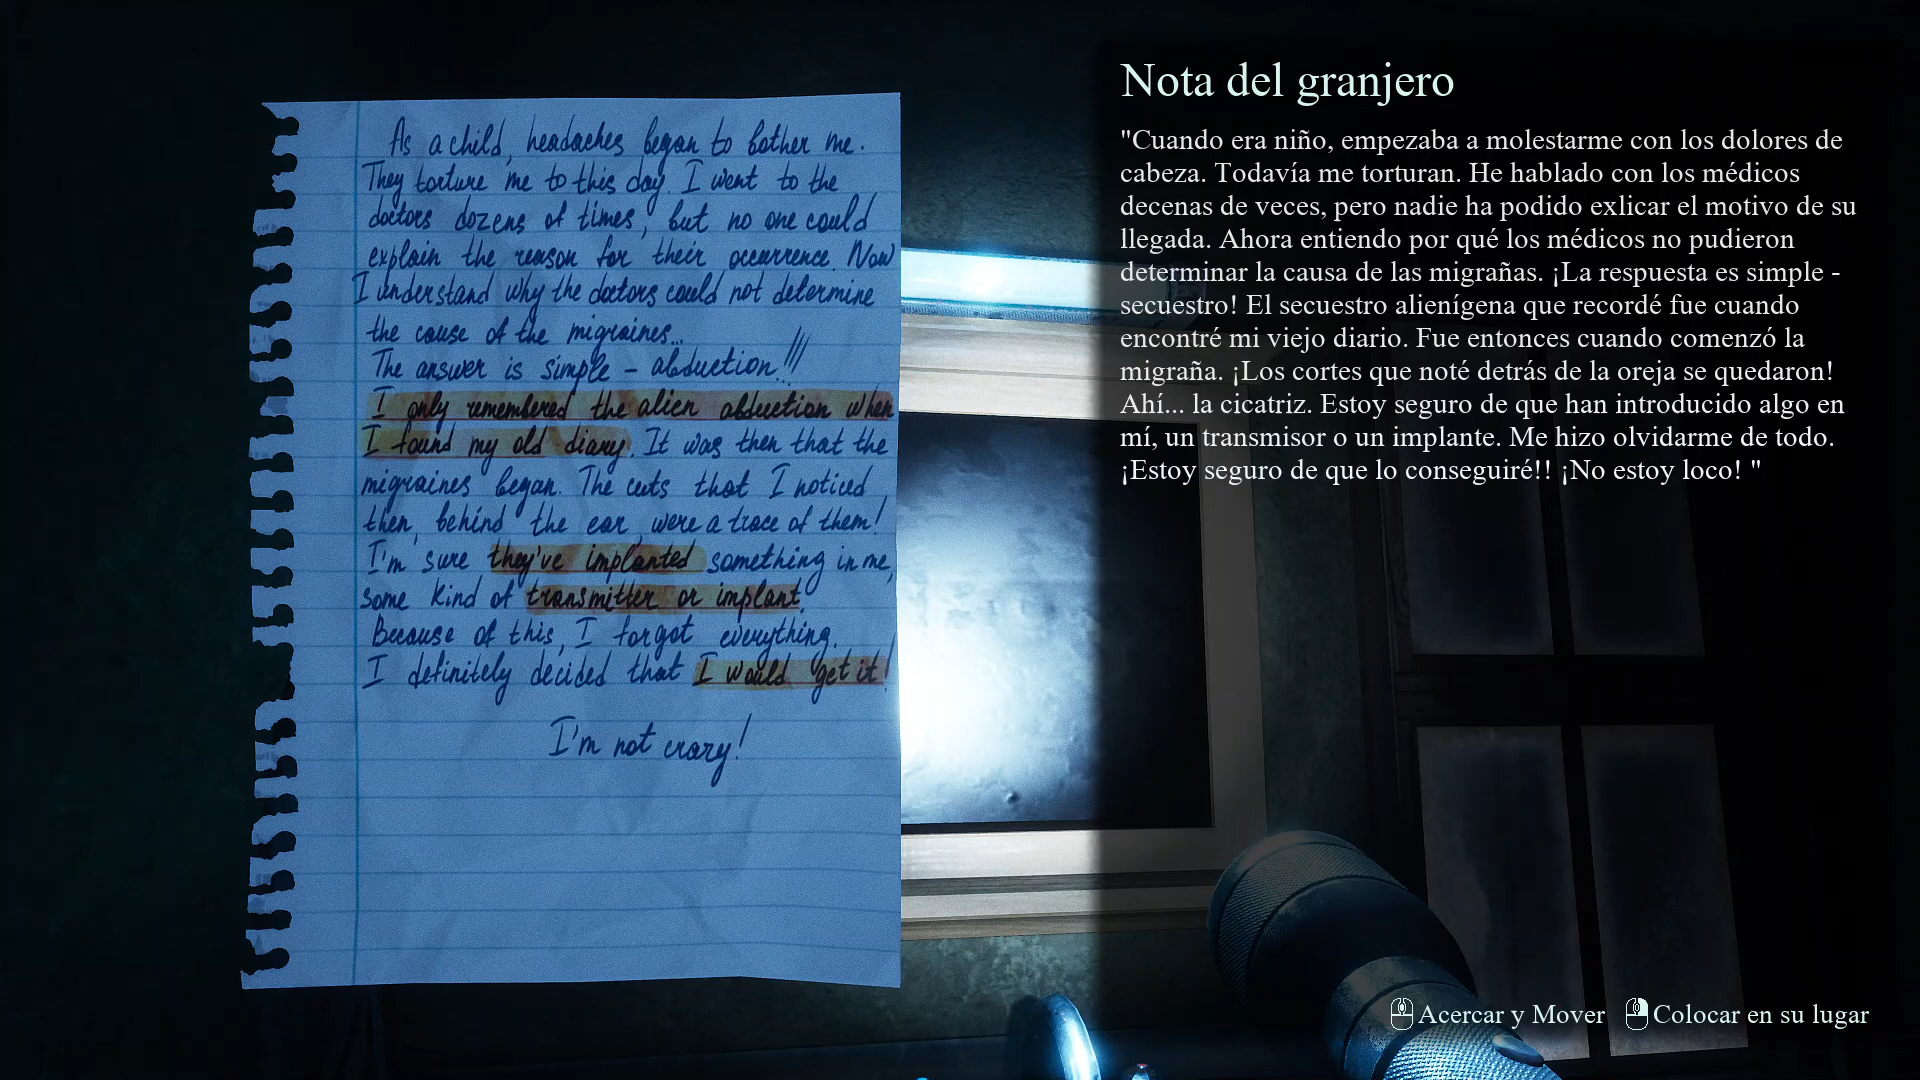 As a child, headaches began to bother me.
They torture me to this day. I went to the
doctors dozens of times, but no one could
explain the reason for their occurrence. Now
I understand why the doctors could not determine
the cause of the migraines...
The answer is simple - abduction!!!
I only remembered the alien abduction when
I found my old diary. It was then that the
migraines began. The cuts that I noticed
then, behind the ear, were a trace of them!
I'm sure they've implanted something in me,
some kind of transmitter or implant.
Because of this, I forgot everything.
I definitely decided that I would get it!
I'm not crazy!
Nota del granjero
"Cuando era niño, empezaba a molestarme con los dolores de
cabeza. Todavía me torturan. He hablado con los médicos
decenas de veces, pero nadie ha podido exlicar el motivo de su
llegada. Ahora entiendo por qué los médicos no pudieron
determinar la causa de las migrañas. ¡La respuesta es simple -
secuestro! El secuestro alienígena que recordé fue cuando
encontré mi viejo diario. Fue entonces cuando comenzó la
migraña. ¡Los cortes que noté detrás de la oreja se quedaron!
Ahí... la cicatriz. Estoy seguro de que han introducido algo en
mí, un transmisor o un implante. Me hizo olvidarme de todo.
¡Estoy seguro de que lo conseguiré!! ¡No estoy loco! "
Acercar y Mover Colocar en su lugar